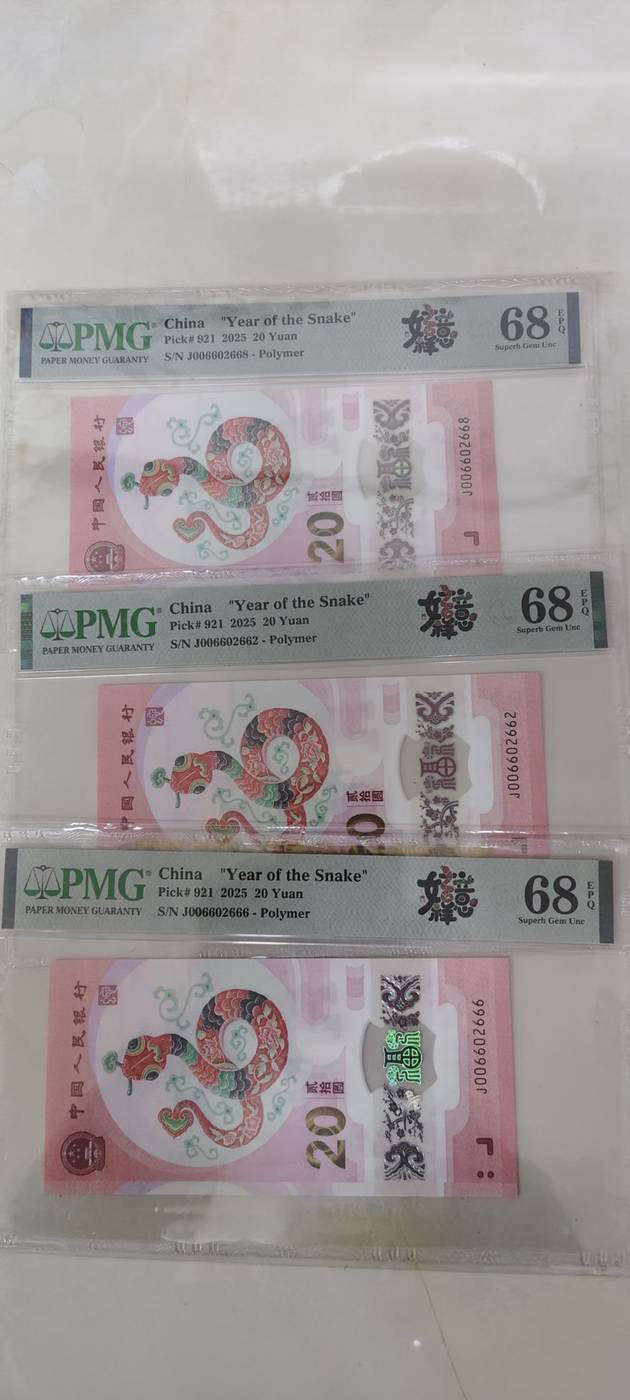 PMG®
PAPER MONEY GUARANTY
China "Year of the Snake"
Pick# 921 2025 20 Yuan
S/N J006602668 - Polymer
68
EPQ
Superb Gem Unc
中国人民银行
贰拾圆
20
福
J006602668
PMG®
PAPER MONEY GUARANTY
China "Year of the Snake"
Pick# 921 2025 20 Yuan
S/N J006602662 - Polymer
68
EPQ
Superb Gem Unc
中国人民银行
贰拾圆
福
J006602662
PMG®
PAPER MONEY GUARANTY
China "Year of the Snake"
Pick# 921 2025 20 Yuan
S/N J006602666 - Polymer
68
EPQ
Superb Gem Unc
中国人民银行
贰拾圆
20
福
J006602666